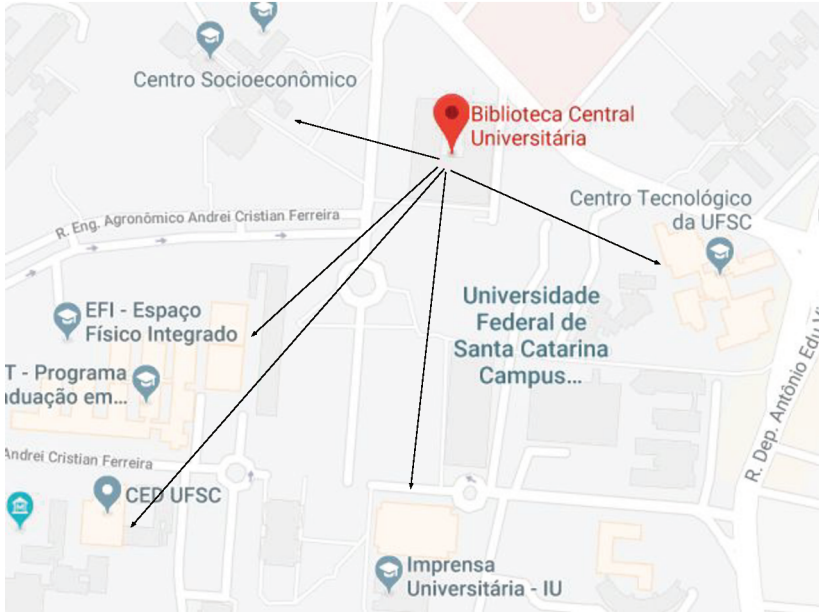 Centro Socioeconômico
Biblioteca Central
Universitária
Centro Tecnológico
da UFSC
R. Eng. Agronômico Andrei Cristian Ferreira
EFI - Espaço
Físico Integrado
Universidade
Federal de
Santa Catarina
Campus...
T - Programa
aduação em...
R. Dep. Antônio Edu Vi
Andrei Cristian Ferreira
CED UFSC
Imprensa
Universitária - IU